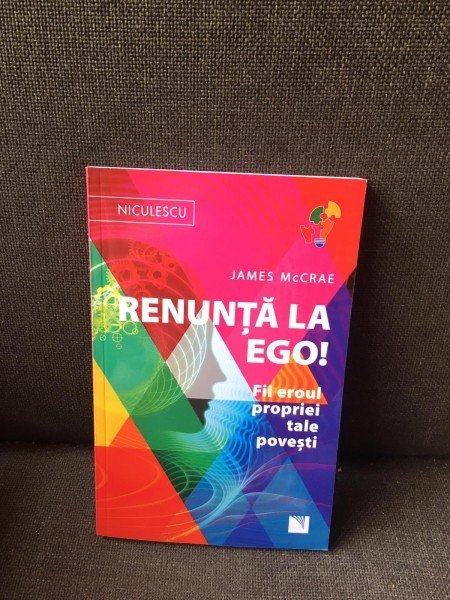 NICULESCU
JAMES McCRAE
RENUNȚĂ LA
EGO!
Fii eroul
propriei
tale
povești
N